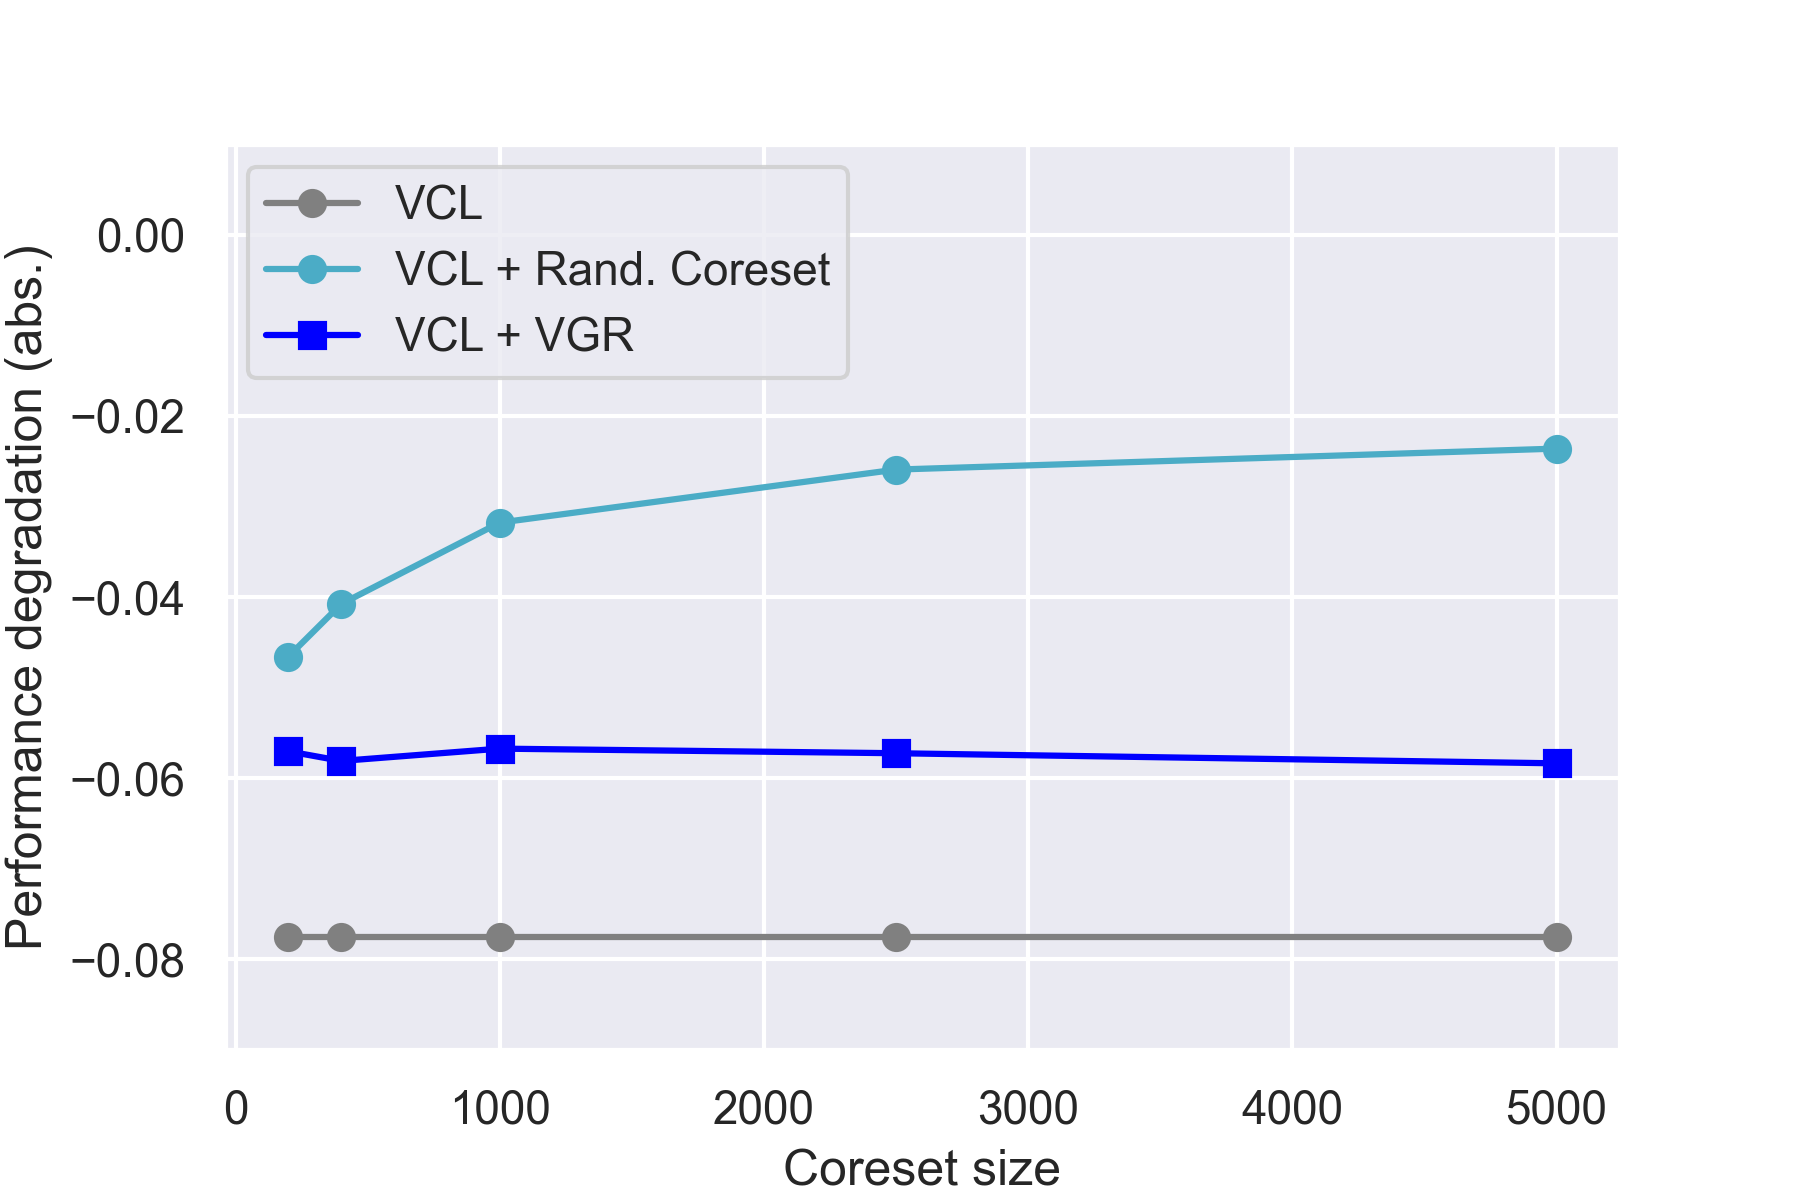 VCL
VCL + Rand. Coreset
VCL + VGR
Performance degradation (abs.)
0.00
−0.02
−0.04
−0.06
−0.08
0 1000 2000 3000 4000 5000
Coreset size